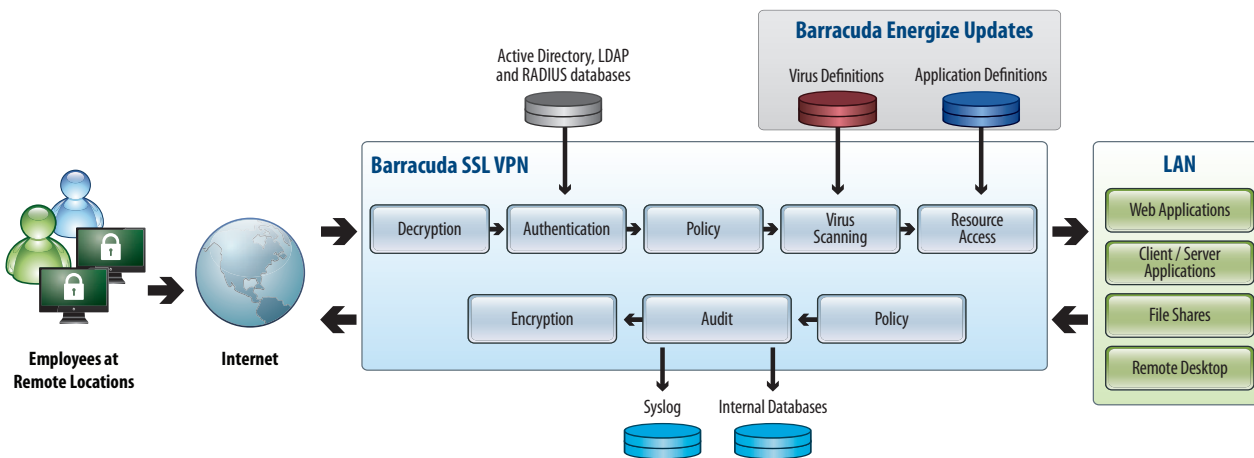 Barracuda Energize Updates
Active Directory, LDAP
and RADIUS databases
Virus Definitions
Application Definitions
Barracuda SSL VPN
LAN
Decryption
Authentication
Policy
Virus
Scanning
Resource
Access
Web Applications
Client / Server
Applications
Encryption
Audit
Policy
File Shares
Remote Desktop
Employees at
Remote Locations
Internet
Syslog
Internal Databases